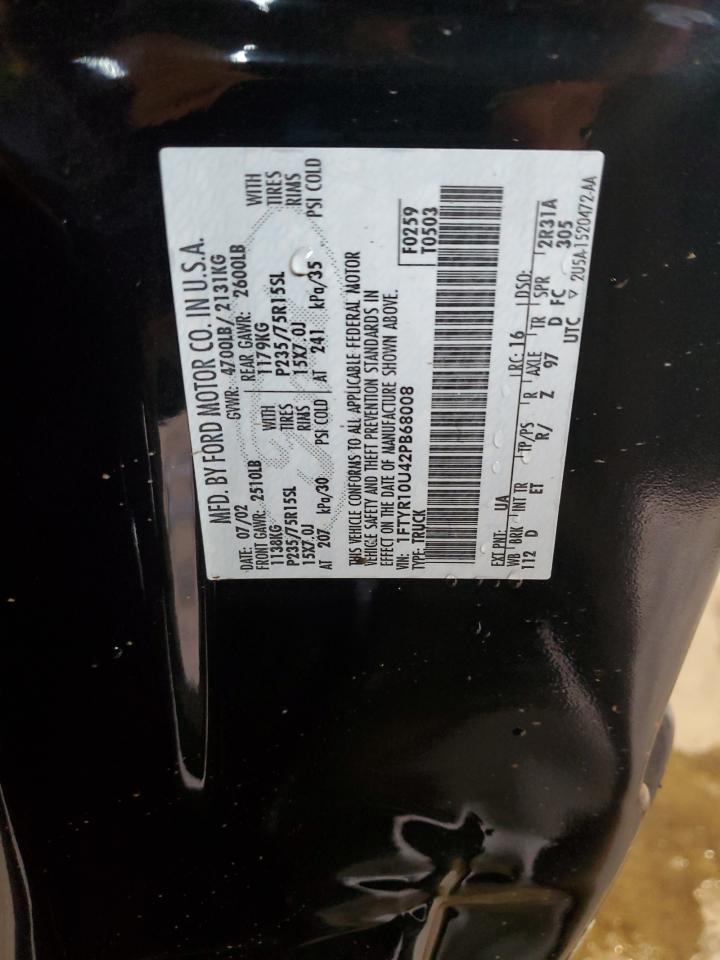 MFD. BY FORD MOTOR CO. IN U.S.A.
DATE: 07/02 GVWR: 4700LB/ 2131KG
FRONT GAWR: 2510LB REAR GAWR: 2600LB
1138KG WITH 1179KG WITH
P235/75R15SL TIRES P235/75R15SL TIRES
15X7.0J RIMS 15X7.0J RIMS
AT 207 kPa/30 PSI COLD AT 241 kPa/35 PSI COLD
THIS VEHICLE CONFORMS TO ALL APPLICABLE FEDERAL MOTOR
VEHICLE SAFETY AND THEFT PREVENTION STANDARDS IN
EFFECT ON THE DATE OF MANUFACTURE SHOWN ABOVE.
VIN: 1FTYR10U42PB68008 F0259
TYPE: TRUCK T0503
EXT PNT: UA RC: 16 DSO:
WB BRK INT TR TP/PS R AXLE TR SPR 2R31A
112 D ET R/ Z 97 D FC 305
UTC ▽ 2U5A-1520472-AA